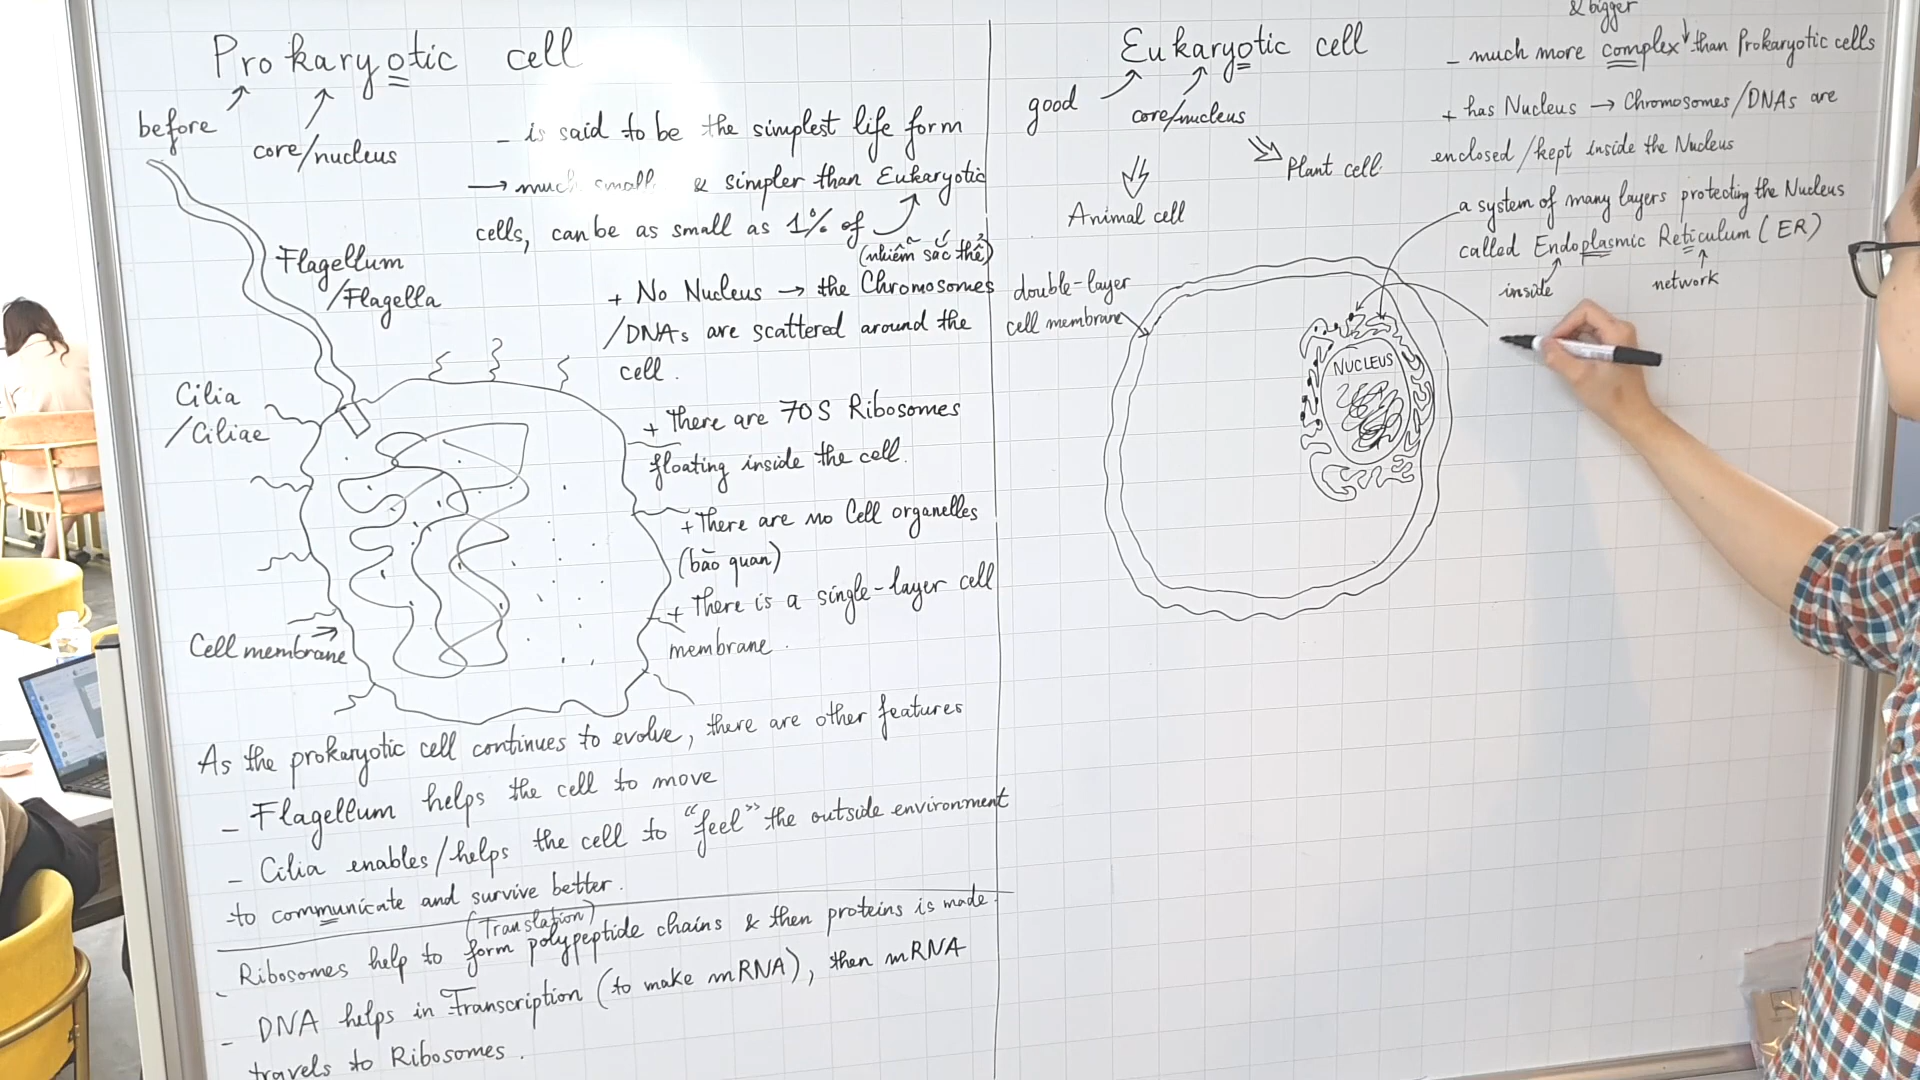 Prokaryotic cell
before
core/nucleus
_ is said to be the simplest life form
→ much small & simpler than Eukaryotic
cells, can be as small as 1% of
(nhiễm sắc thể)
Flagellum
/Flagella
+ No Nucleus → the Chromosomes
/DNAs are scattered around the
cell.
Cilia
/Ciliae
+ There are 70S Ribosomes
floating inside the cell.
+ There are no Cell organelles
(bào quan)
+ There is a single-layer cell
membrane.
Cell membrane
As the prokaryotic cell continues to evolve, there are other features
_ Flagellum helps the cell to move
_ Cilia enables/helps the cell to "feel" the outside environment
to communicate and survive better.
(Translation)
- Ribosomes help to form polypeptide chains & then proteins is made.
- DNA helps in Transcription (to make mRNA), then mRNA
travels to Ribosomes.
Eukaryotic cell
good
core/nucleus
Plant cell
Animal cell
& bigger
_ much more complex than Prokaryotic cells
+ has Nucleus → Chromosomes/DNAs are
enclosed/kept inside the Nucleus
a system of many layers protecting the Nucleus
called Endoplasmic Reticulum (ER)
inside
network
double-layer
cell membrane
NUCLEUS